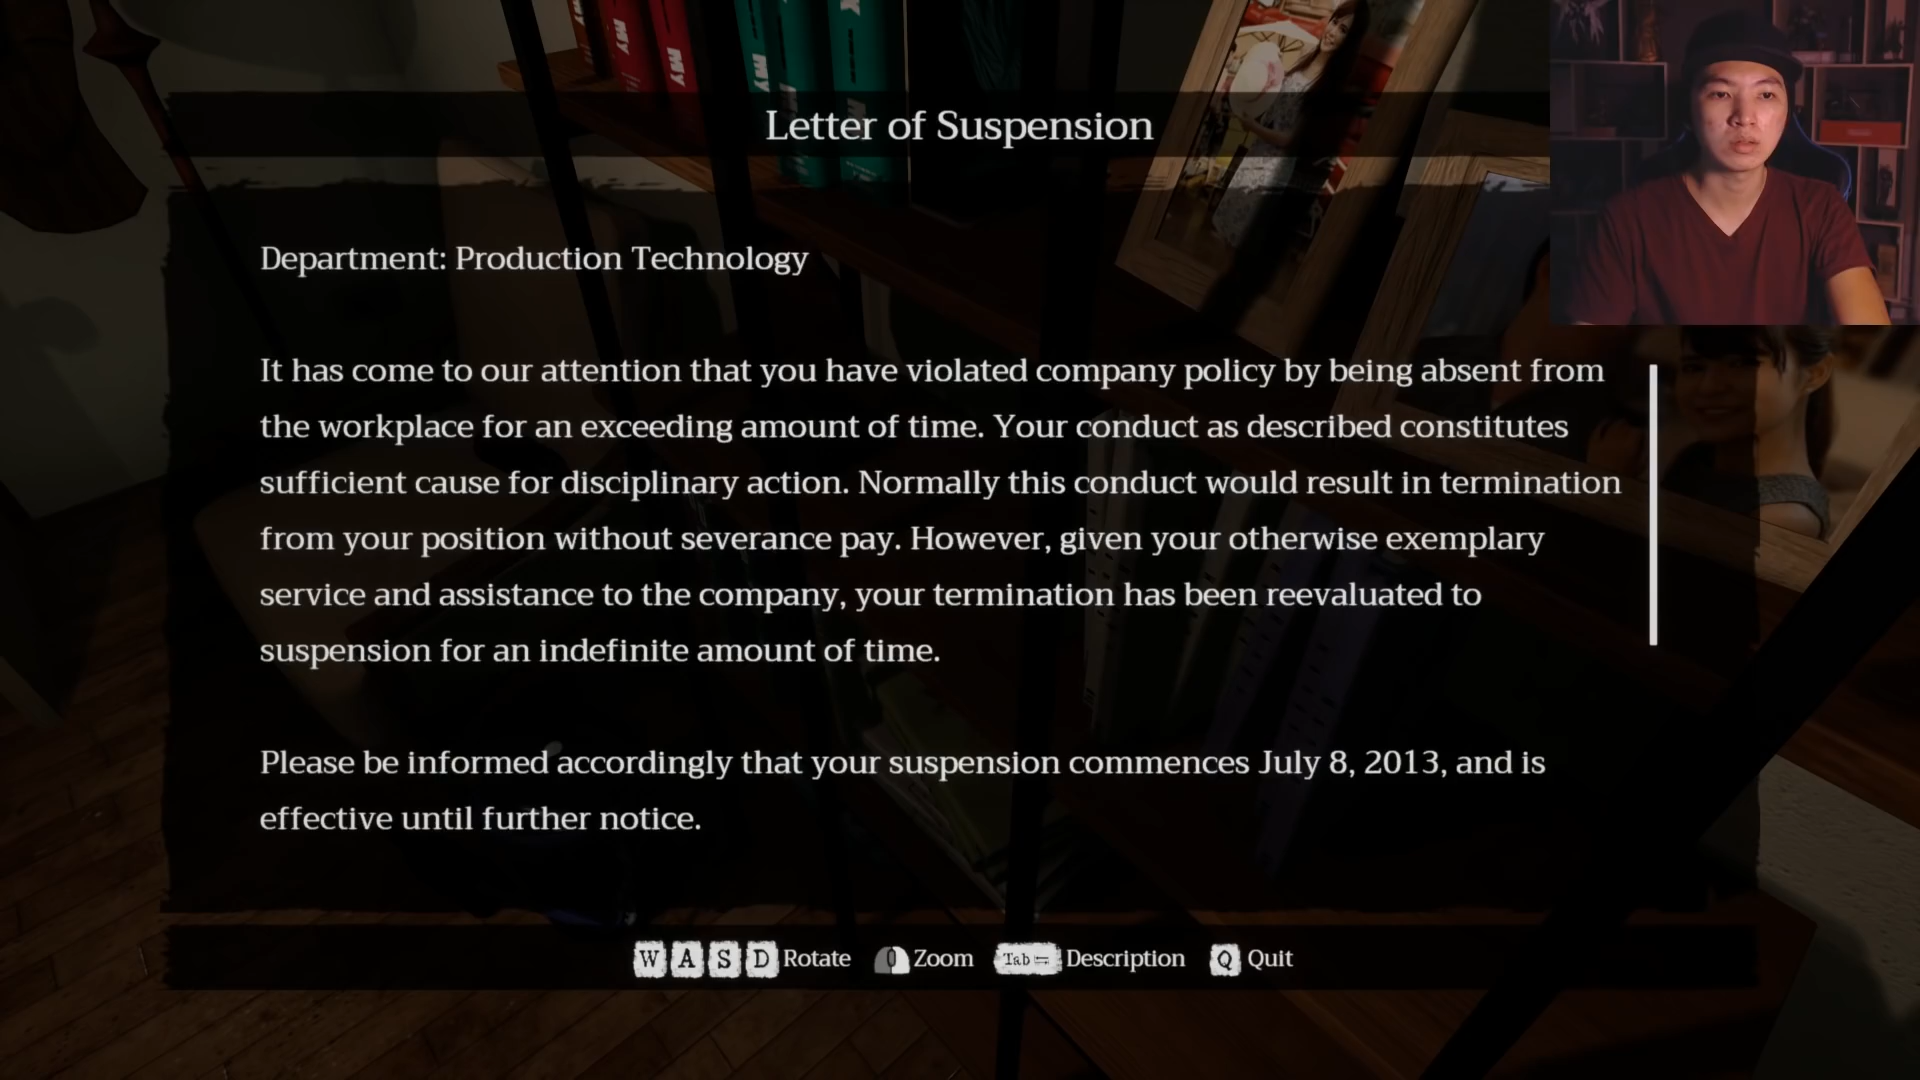 MY
MY
MY
Letter of Suspension
Department: Production Technology
It has come to our attention that you have violated company policy by being absent from
the workplace for an exceeding amount of time. Your conduct as described constitutes
sufficient cause for disciplinary action. Normally this conduct would result in termination
from your position without severance pay. However, given your otherwise exemplary
service and assistance to the company, your termination has been reevaluated to
suspension for an indefinite amount of time.
Please be informed accordingly that your suspension commences July 8, 2013, and is
effective until further notice.
W A S D Rotate Zoom Tab Description Q Quit